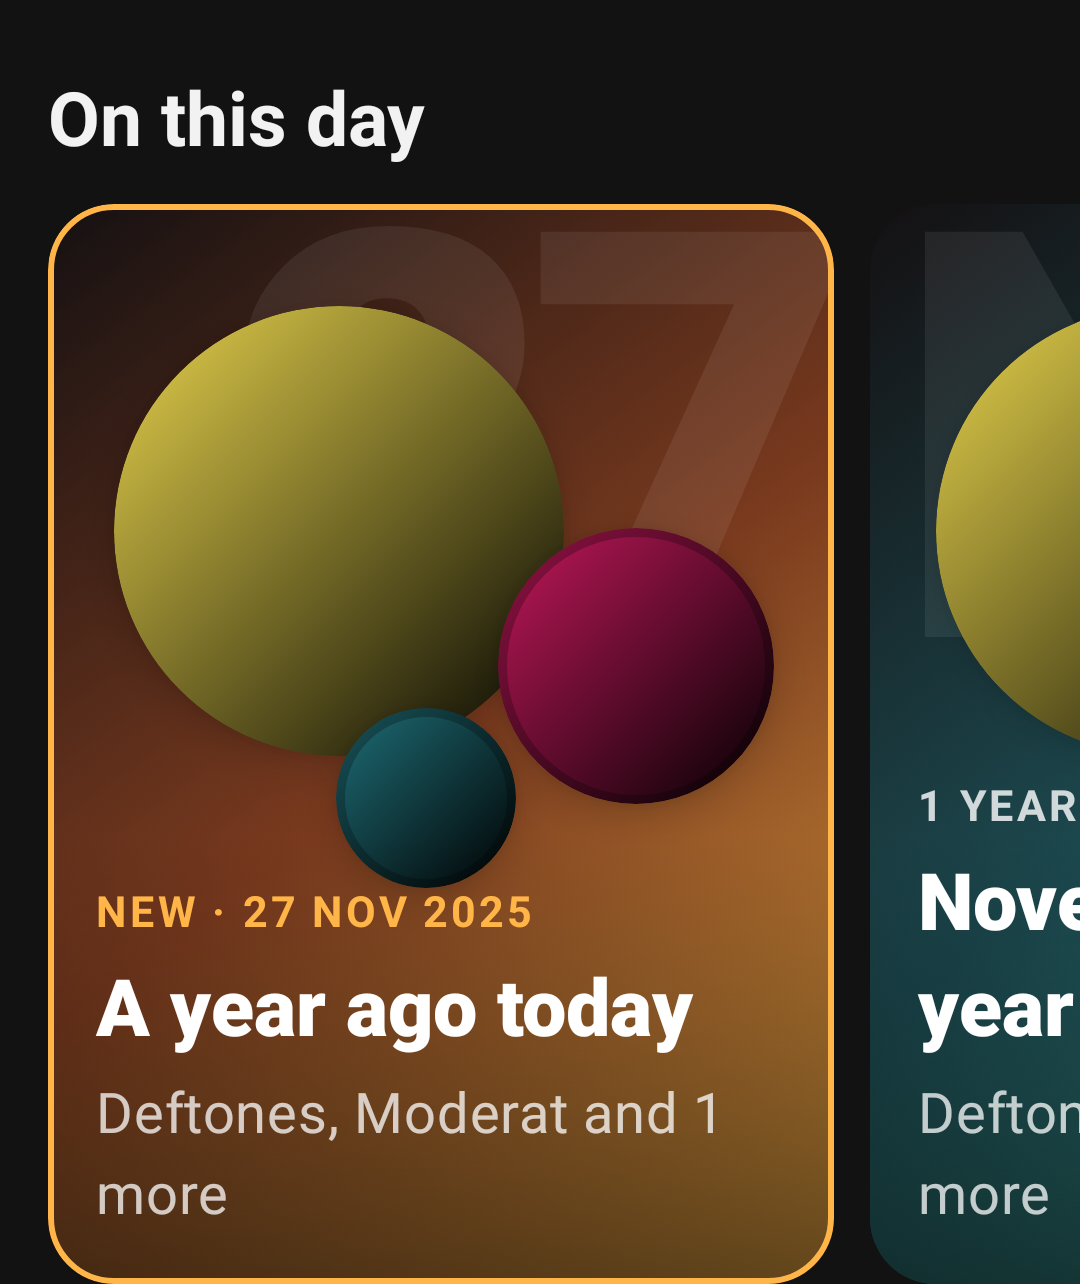 On this day
27
NEW · 27 NOV 2025
A year ago today
Deftones, Moderat and 1
more
1 YEAR
year
more